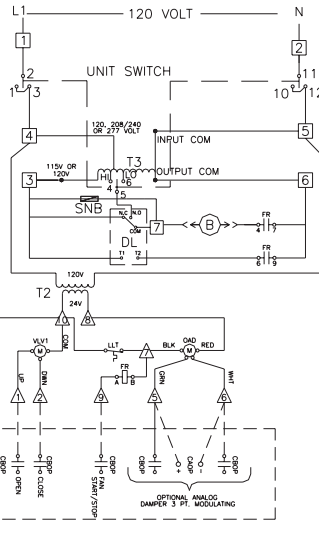 L1 120 VOLT N
1 2
2 11
UNIT SWITCH
1 3 10 12
4 5
120, 208/240
OR 277 VOLT
INPUT COM
T3
115V OR
120V
HI LO
OUTPUT COM
3 4 6 6
5
SNB
N.C N.O
COM
7
B
FR
2 4
DL
T1 T2
FR
6 9
120V
T2
24V
10 8
COM
VLV1
M
LLT
7
BLK
OAD
M
RED
FR
A B
UP
DWN
GRN
WHT
1 2 9 5 6
CBOP
OPEN
CBOP
CLOSE
CBOP
FAN
START/STOP
CBOP
+ CAOP -
CBOP
OPTIONAL ANALOG
DAMPER 3 PT. MODULATING